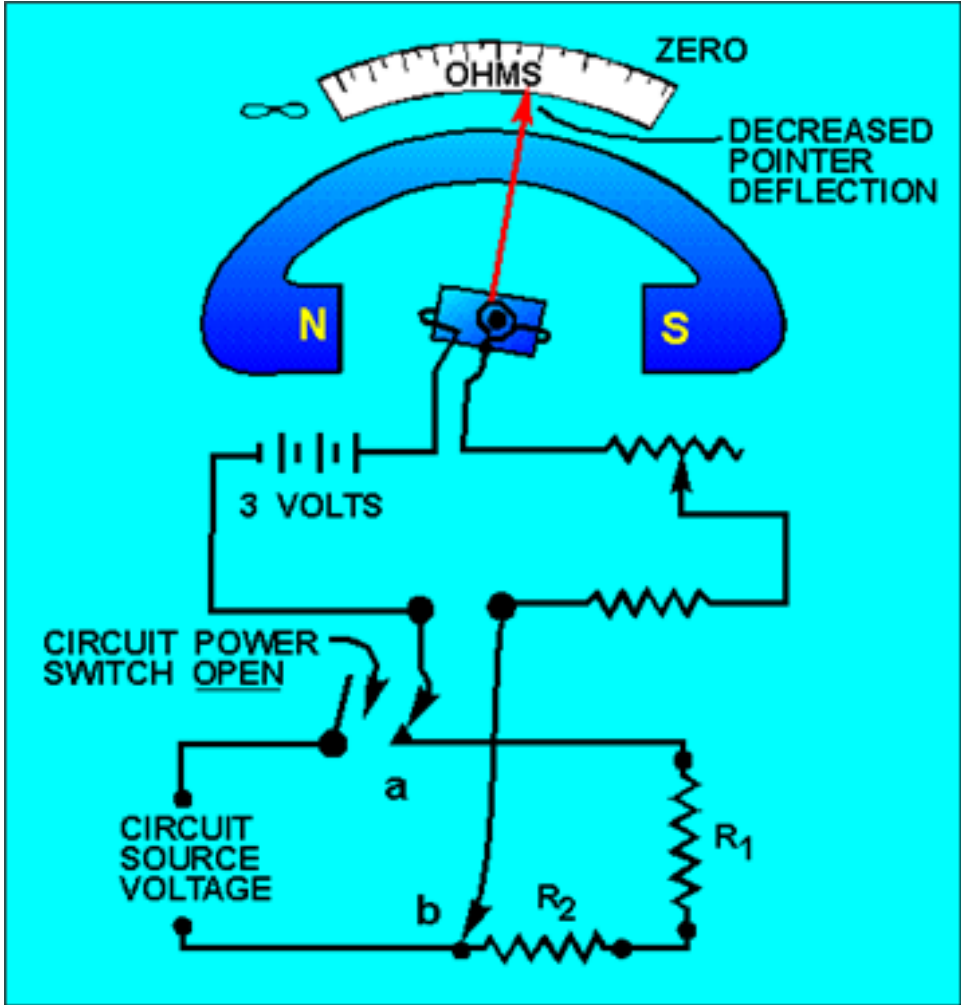 ZERO
OHMS
∞
DECREASED
POINTER
DEFLECTION
N
S
3 VOLTS
CIRCUIT POWER
SWITCH OPEN
a
CIRCUIT
SOURCE
VOLTAGE
R1
b
R2